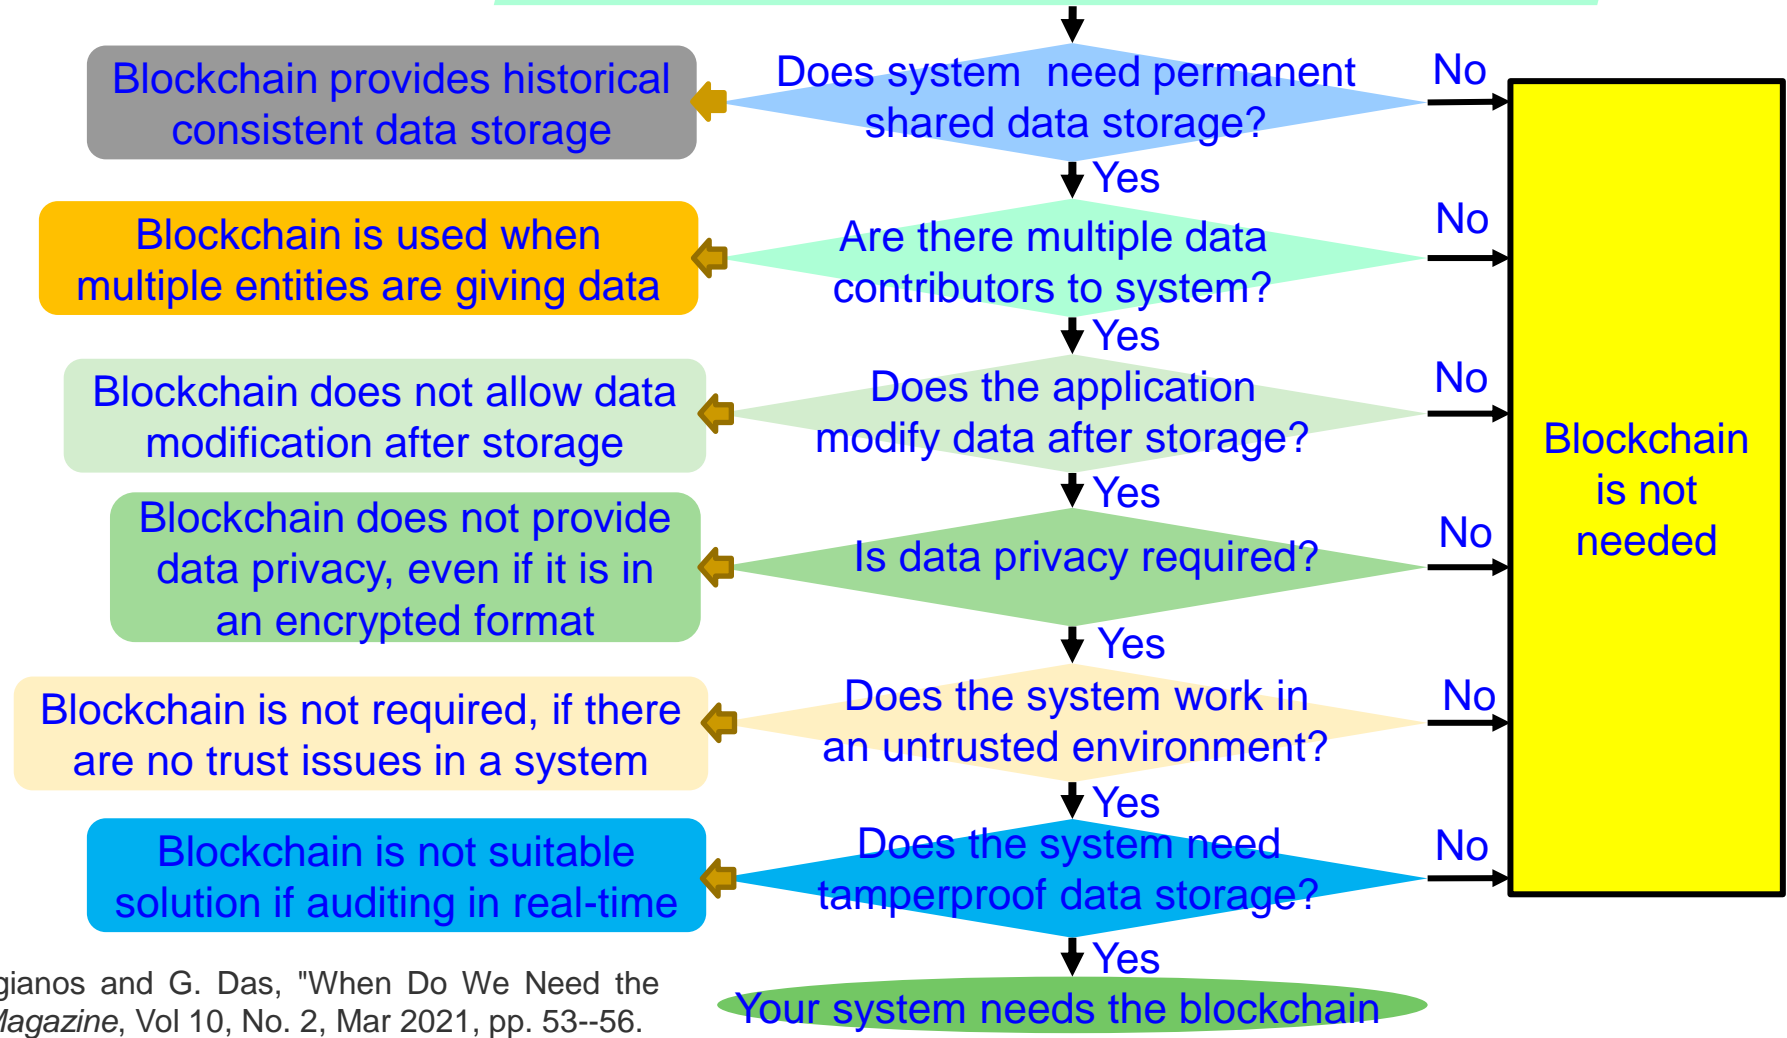 Blockchain provides historical
consistent data storage
Does system need permanent
shared data storage?
No
Yes
Blockchain is used when
multiple entities are giving data
Are there multiple data
contributors to system?
No
Yes
Blockchain does not allow data
modification after storage
Does the application
modify data after storage?
No
Yes
Blockchain does not provide
data privacy, even if it is in
an encrypted format
Is data privacy required?
No
Yes
Blockchain is not required, if there
are no trust issues in a system
Does the system work in
an untrusted environment?
No
Yes
Blockchain is not suitable
solution if auditing in real-time
Does the system need
tamperproof data storage?
No
Yes
Blockchain
is not
needed
Your system needs the blockchain
gianos and G. Das, "When Do We Need the
Magazine, Vol 10, No. 2, Mar 2021, pp. 53--56.